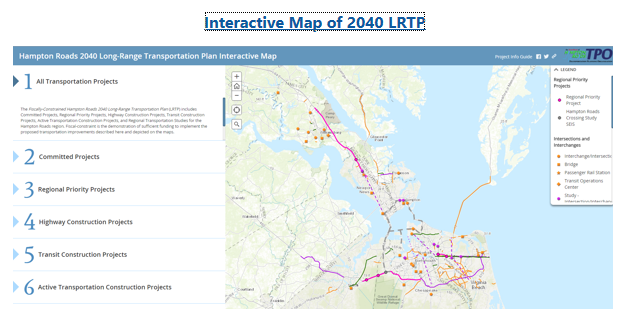 Interactive Map of 2040 LRTP
Hampton Roads 2040 Long-Range Transportation Plan Interactive Map
Project Info Guide
TPO
1 All Transportation Projects
The Fiscally-Constrained Hampton Roads 2040 Long-Range Transportation Plan (LRTP) includes
Committed Projects, Regional Priority Projects, Highway Construction Projects, Transit Construction
Projects, Active Transportation Construction Projects, and Regional Transportation Studies for the
Hampton Roads region. Fiscal-constraint is the demonstration of sufficient funding to implement the
proposed transportation improvements described here and depicted on the maps.
2 Committed Projects
3 Regional Priority Projects
4 Highway Construction Projects
5 Transit Construction Projects
6 Active Transportation Construction Projects
LEGEND
Regional Priority
Projects
Regional Priority
Project
Hampton Roads
Crossing Study
SEIS
Intersections and
Interchanges
Interchange/Intersectio
Bridge
Passenger Rail Station
Transit Operations
Center
Study -
Virginia
Beach